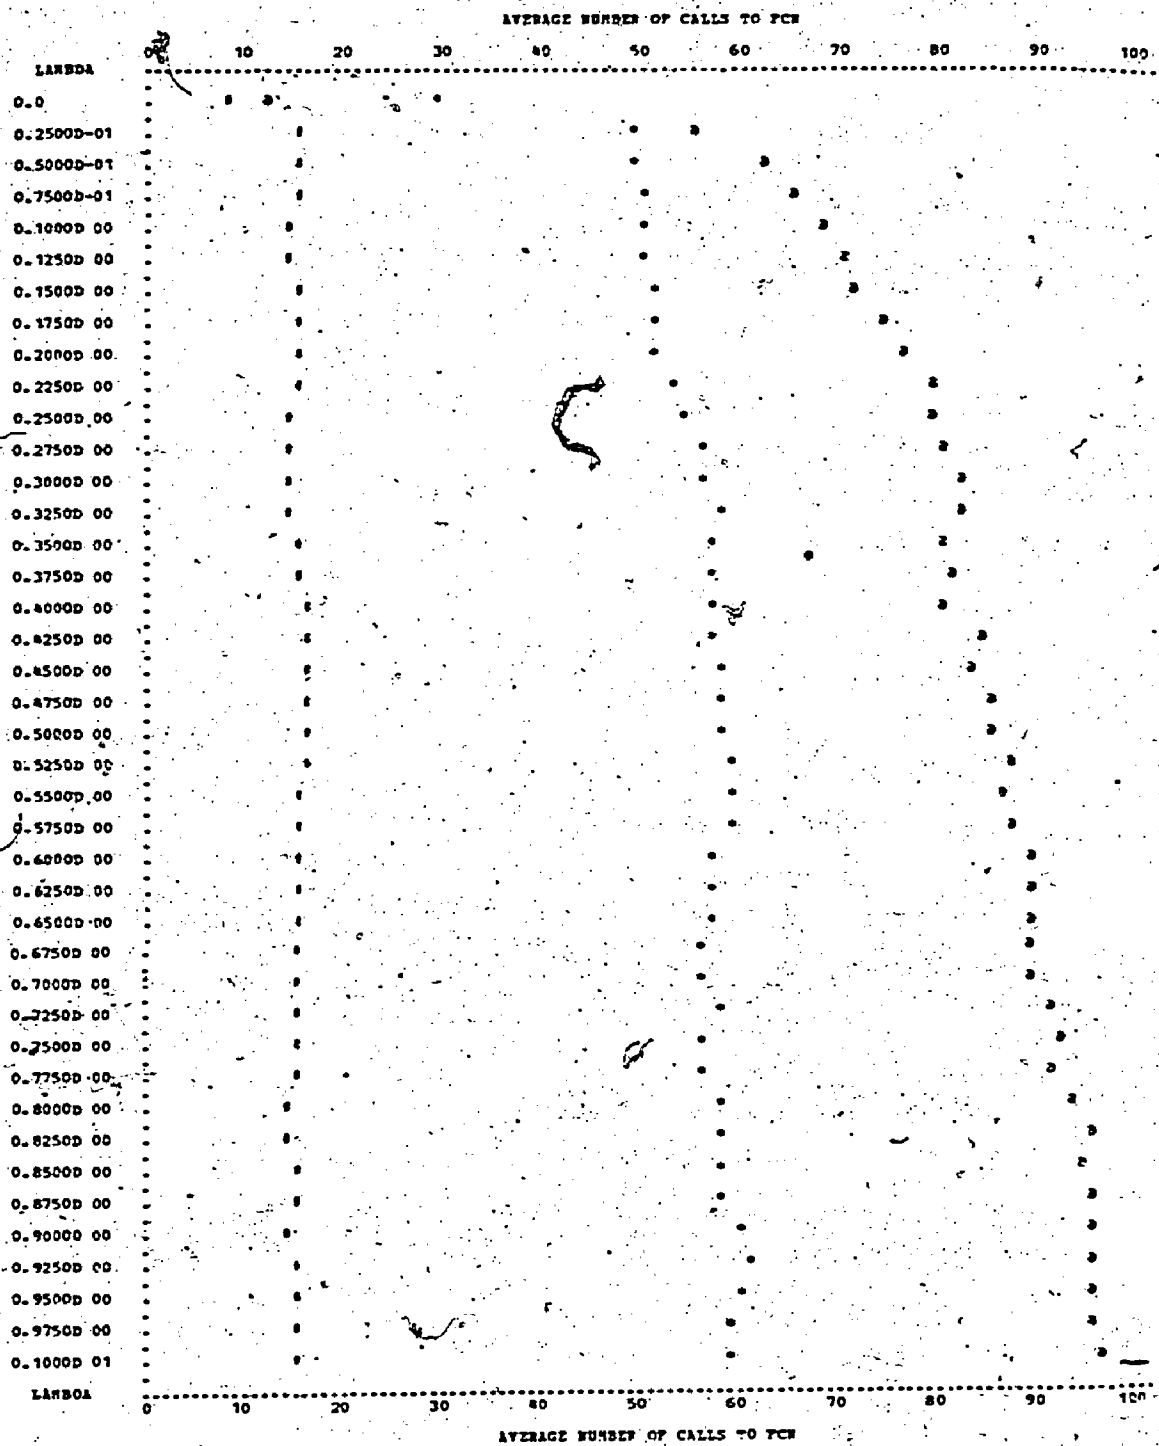 AVERAGE NUMBER OF CALLS TO FCN
0 10 20 30 40 50 60 70 80 90 100
LAMBDA
0.0
0.2500D-01
0.5000D-01
0.7500D-01
0.1000D 00
0.1250D 00
0.1500D 00
0.1750D 00
0.2000D 00
0.2250D 00
0.2500D 00
0.2750D 00
0.3000D 00
0.3250D 00
0.3500D 00
0.3750D 00
0.4000D 00
0.4250D 00
0.4500D 00
0.4750D 00
0.5000D 00
0.5250D 00
0.5500D 00
0.5750D 00
0.6000D 00
0.6250D 00
0.6500D 00
0.6750D 00
0.7000D 00
0.7250D 00
0.7500D 00
0.7750D 00
0.8000D 00
0.8250D 00
0.8500D 00
0.8750D 00
0.9000D 00
0.9250D 00
0.9500D 00
0.9750D 00
0.1000D 01
LAMBDA
0 10 20 30 40 50 60 70 80 90 100
AVERAGE NUMBER OF CALLS TO FCN